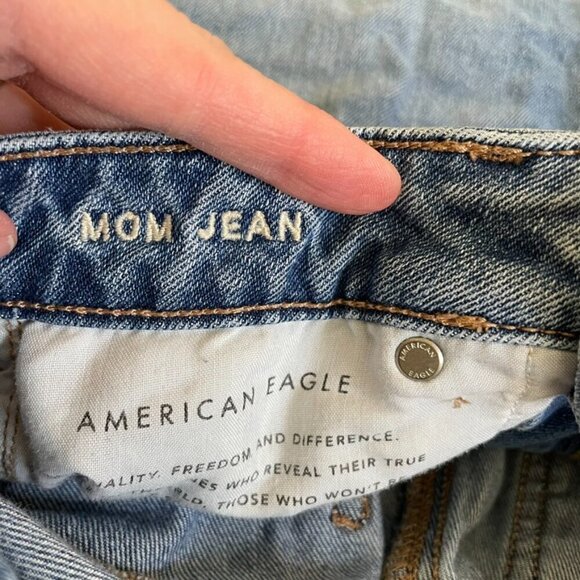 MOM JEAN
AMERICAN
EAGLE
AMERICAN EAGLE
AND DIFFERENCE.
FREEDOM
WHO REVEAL THEIR TRUE
THOSE WHO WON'T